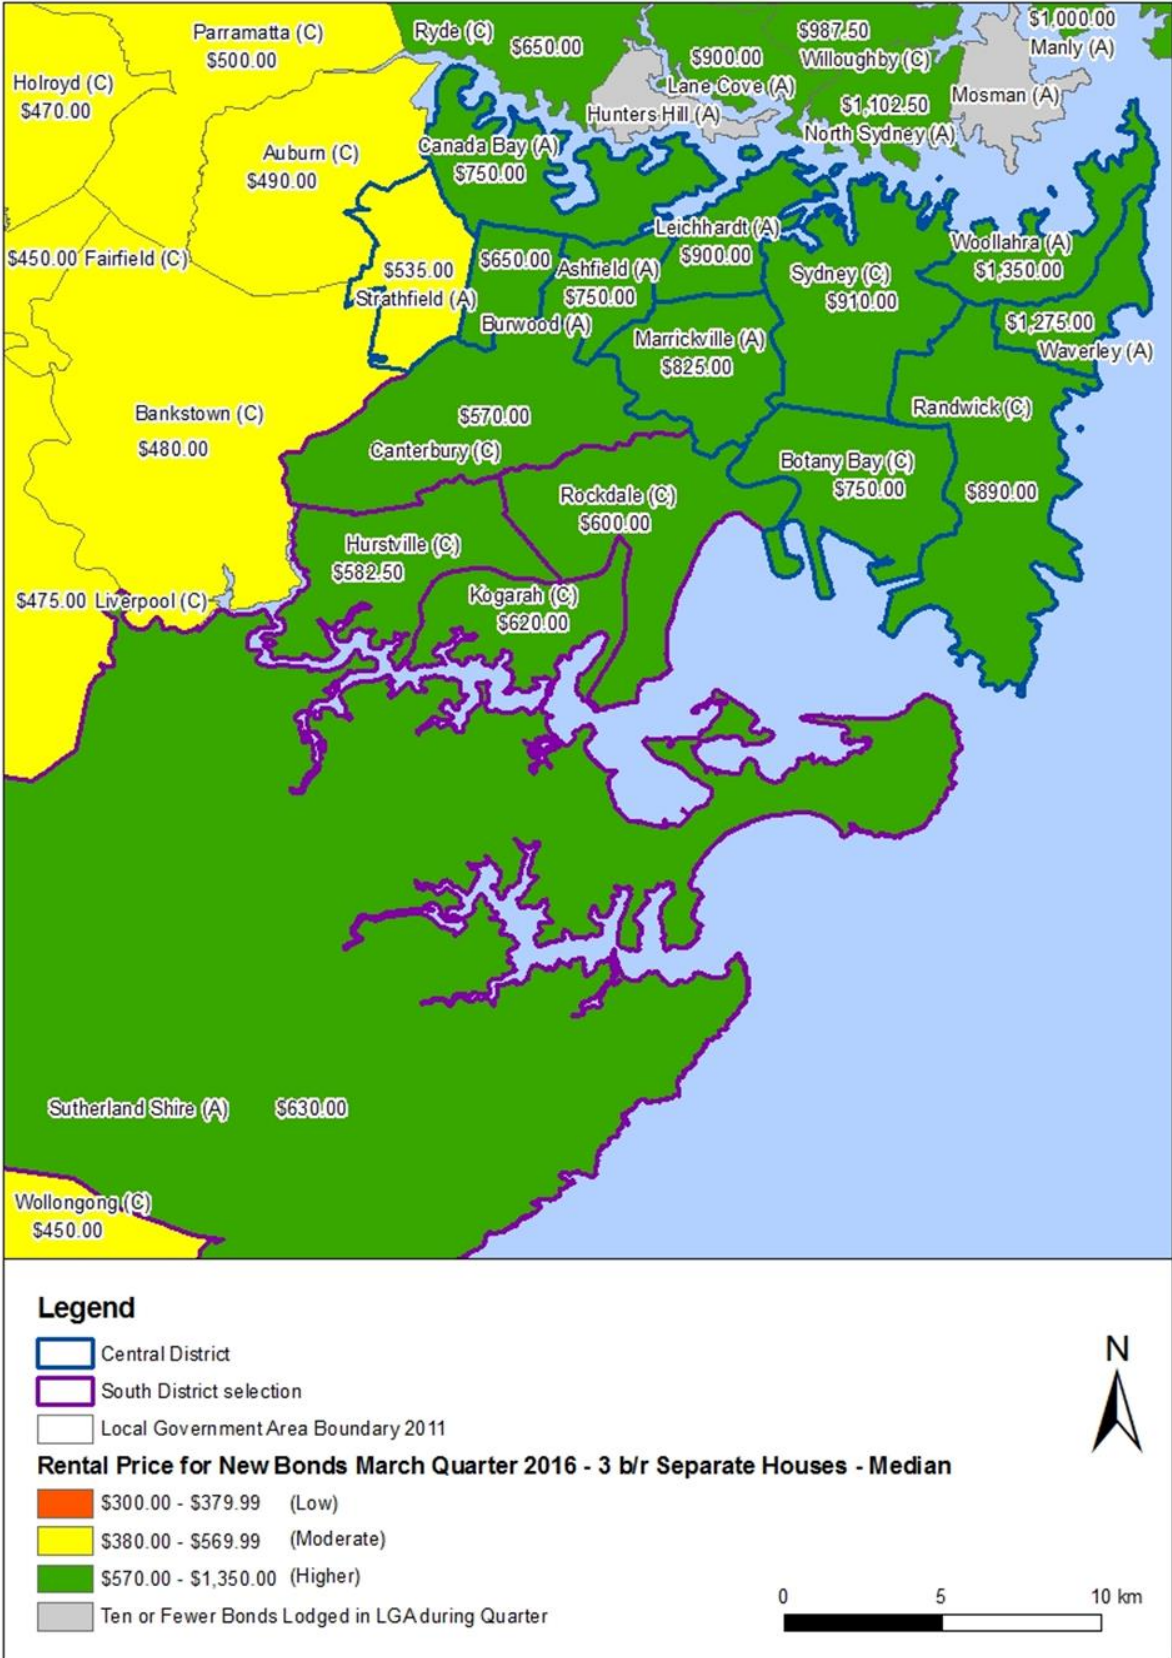 Parramatta (C)
$500.00
Ryde (C)
$650.00
$987.50
Willoughby (C)
$1,000.00
Manly (A)
Holroyd (C)
$470.00
$900.00
Lane Cove (A)
Mosman (A)
Hunters Hill (A)
$1,102.50
North Sydney (A)
Auburn (C)
$490.00
Canada Bay (A)
$750.00
$450.00 Fairfield (C)
$535.00
Strathfield (A)
$650.00
Burwood (A)
Ashfield (A)
$750.00
Leichhardt (A)
$900.00
Sydney (C)
$910.00
Woollahra (A)
$1,350.00
$1,275.00
Waverley (A)
Marrickville (A)
$825.00
Bankstown (C)
$480.00
$570.00
Canterbury (C)
Randwick (C)
$890.00
Botany Bay (C)
$750.00
Rockdale (C)
$600.00
Hurstville (C)
$582.50
Kogarah (C)
$620.00
$475.00 Liverpool (C)
Sutherland Shire (A) $630.00
Wollongong (C)
$450.00
Legend
Central District
South District selection
Local Government Area Boundary 2011
Rental Price for New Bonds March Quarter 2016 - 3 b/r Separate Houses - Median
$300.00 - $379.99 (Low)
$380.00 - $569.99 (Moderate)
$570.00 - $1,350.00 (Higher)
Ten or Fewer Bonds Lodged in LGA during Quarter
N
0 5 10 km